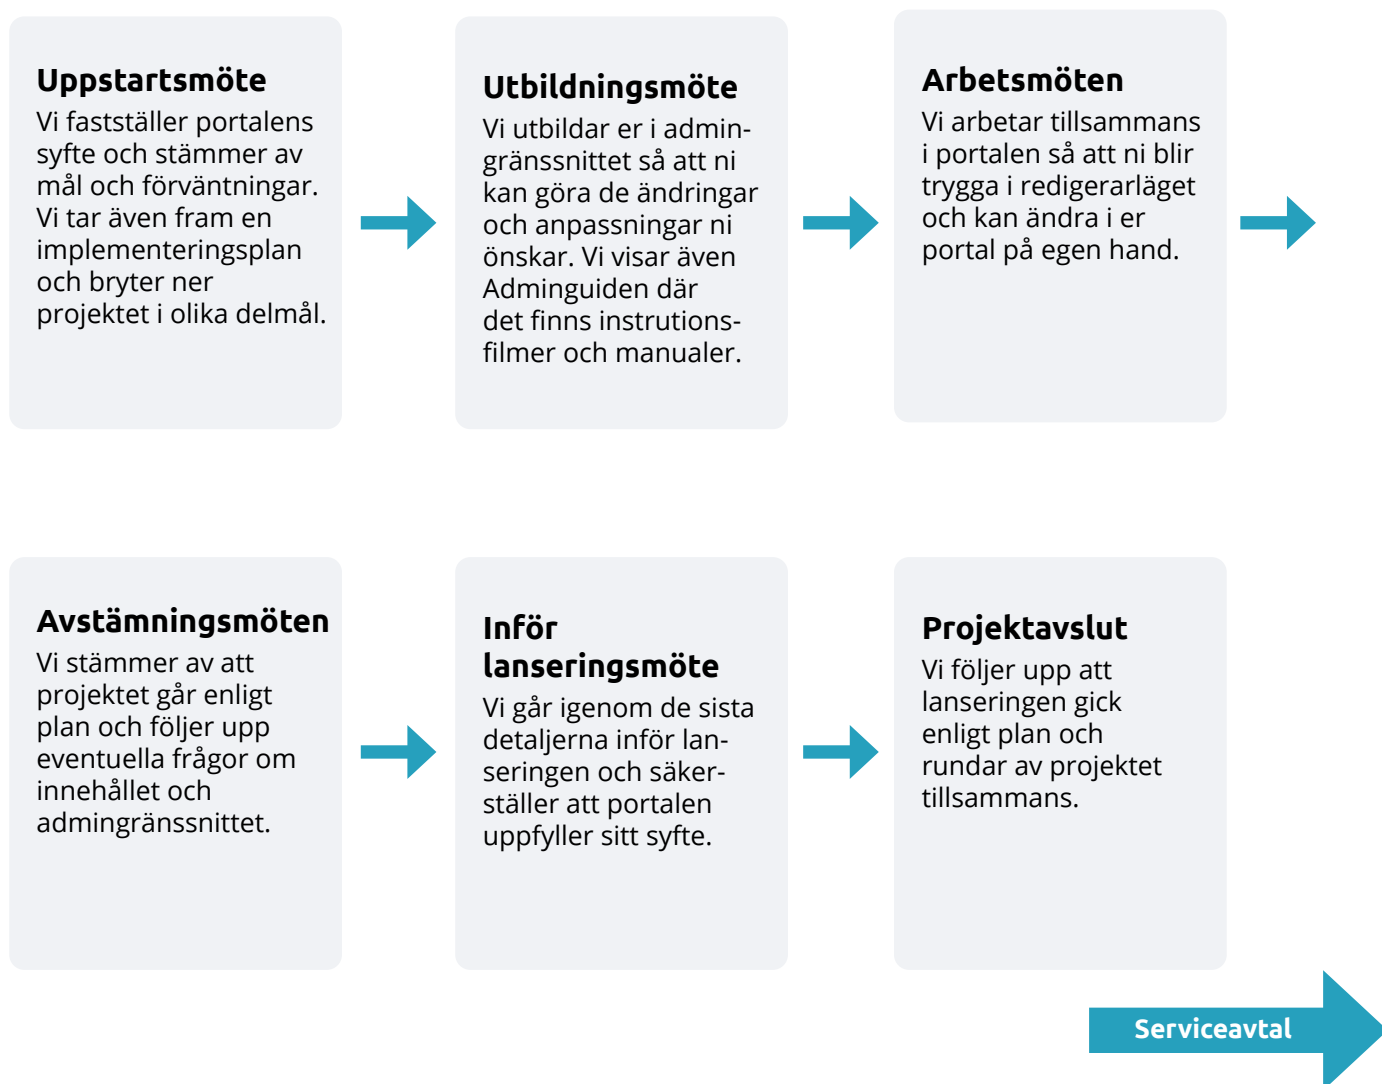 Uppstartsmöte
Vi fastställer portalens
syfte och stämmer av
mål och förväntningar.
Vi tar även fram en
implementeringsplan
och bryter ner
projektet i olika delmål.
Utbildningsmöte
Vi utbildar er i admin-
gränssnittet så att ni
kan göra de ändringar
och anpassningar ni
önskar. Vi visar även
Adminguiden där
det finns instrutions-
filmer och manualer.
Arbetsmöten
Vi arbetar tillsammans
i portalen så att ni blir
trygga i redigerarläget
och kan ändra i er
portal på egen hand.
Avstämningsmöten
Vi stämmer av att
projektet går enligt
plan och följer upp
eventuella frågor om
innehållet och
admingränssnittet.
Inför
lanseringsmöte
Vi går igenom de sista
detaljerna inför lan-
seringen och säker-
ställer att portalen
uppfyller sitt syfte.
Projektavslut
Vi följer upp att
lanseringen gick
enligt plan och
rundar av projektet
tillsammans.
Serviceavtal